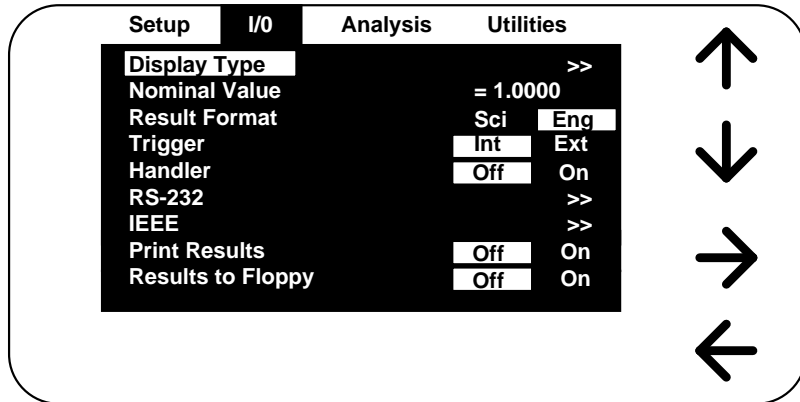 Setup I/0 Analysis Utilities
Display Type >>
Nominal Value = 1.0000
Result Format Sci Eng
Trigger Int Ext
Handler Off On
RS-232 >>
IEEE >>
Print Results Off On
Results to Floppy Off On